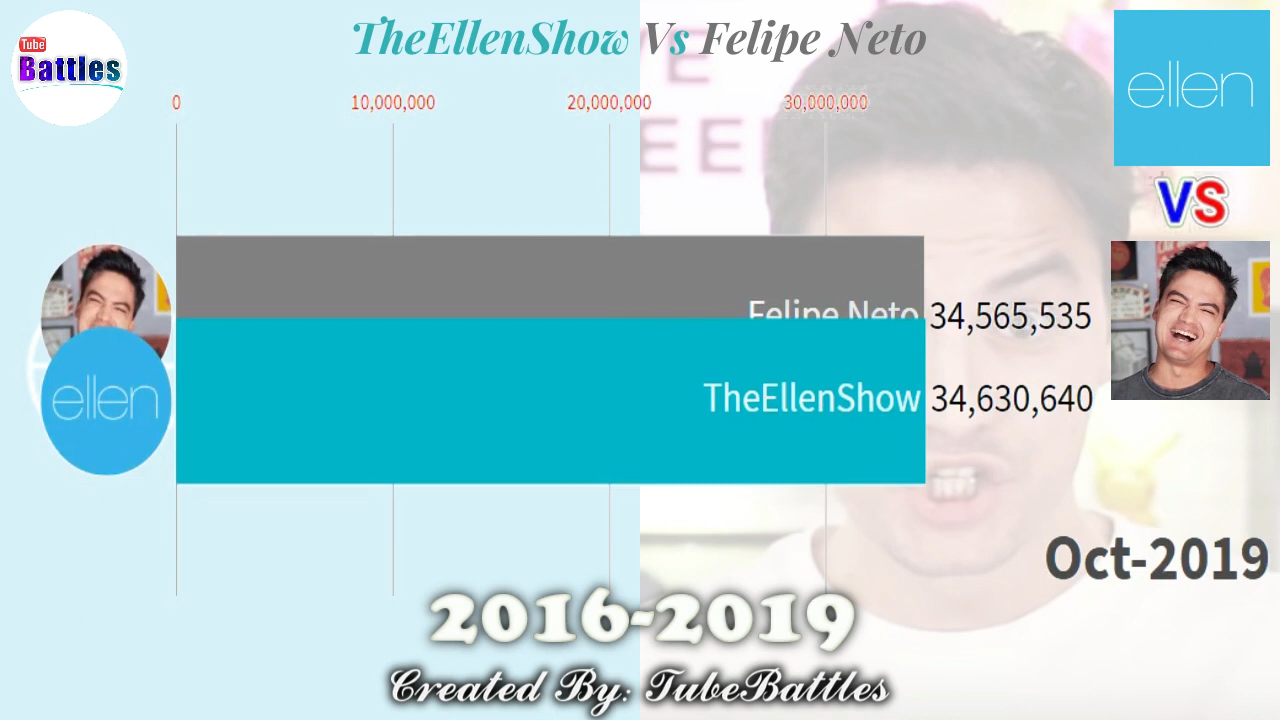 Tube
Battles
TheEllenShow Vs Felipe Neto
0
10,000,000
20,000,000
30,000,000
ellen
VS
Felipe Neto 34,565,535
ellen
TheEllenShow 34,630,640
Oct-2019
2016-2019
Created By: TubeBattles